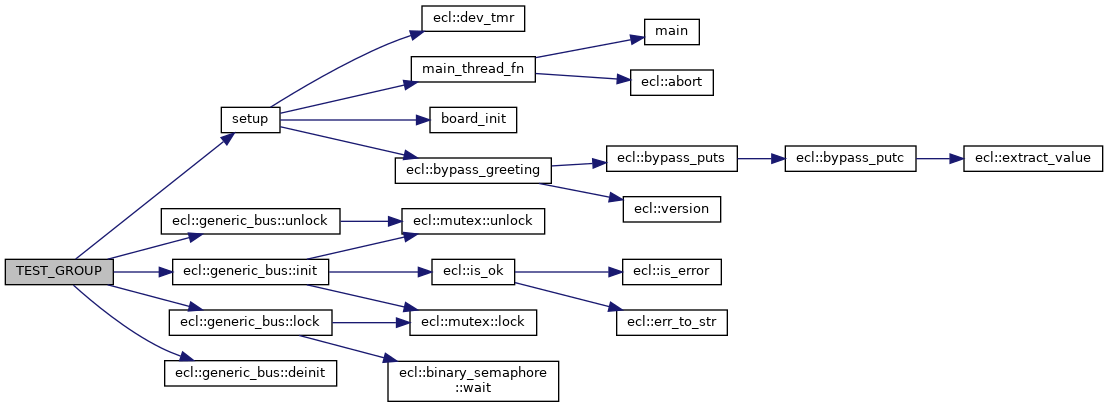 ecl::dev_tmr
main
main_thread_fn
ecl::abort
setup
board_init
ecl::bypass_greeting
ecl::bypass_puts
ecl::bypass_putc
ecl::extract_value
ecl::version
ecl::generic_bus::unlock
ecl::mutex::unlock
TEST_GROUP
ecl::generic_bus::init
ecl::is_ok
ecl::is_error
ecl::generic_bus::lock
ecl::mutex::lock
ecl::err_to_str
ecl::generic_bus::deinit
ecl::binary_semaphore
::wait